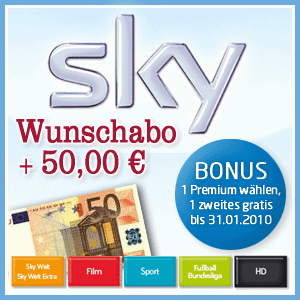 sky
Wunschabo
+ 50,00 €
BONUS
1 Premium wählen,
1 zweites gratis
bis 31.01.2010
50
Sky Welt
Sky Welt Extra
Film
Sport
Fußball
Bundesliga
HD